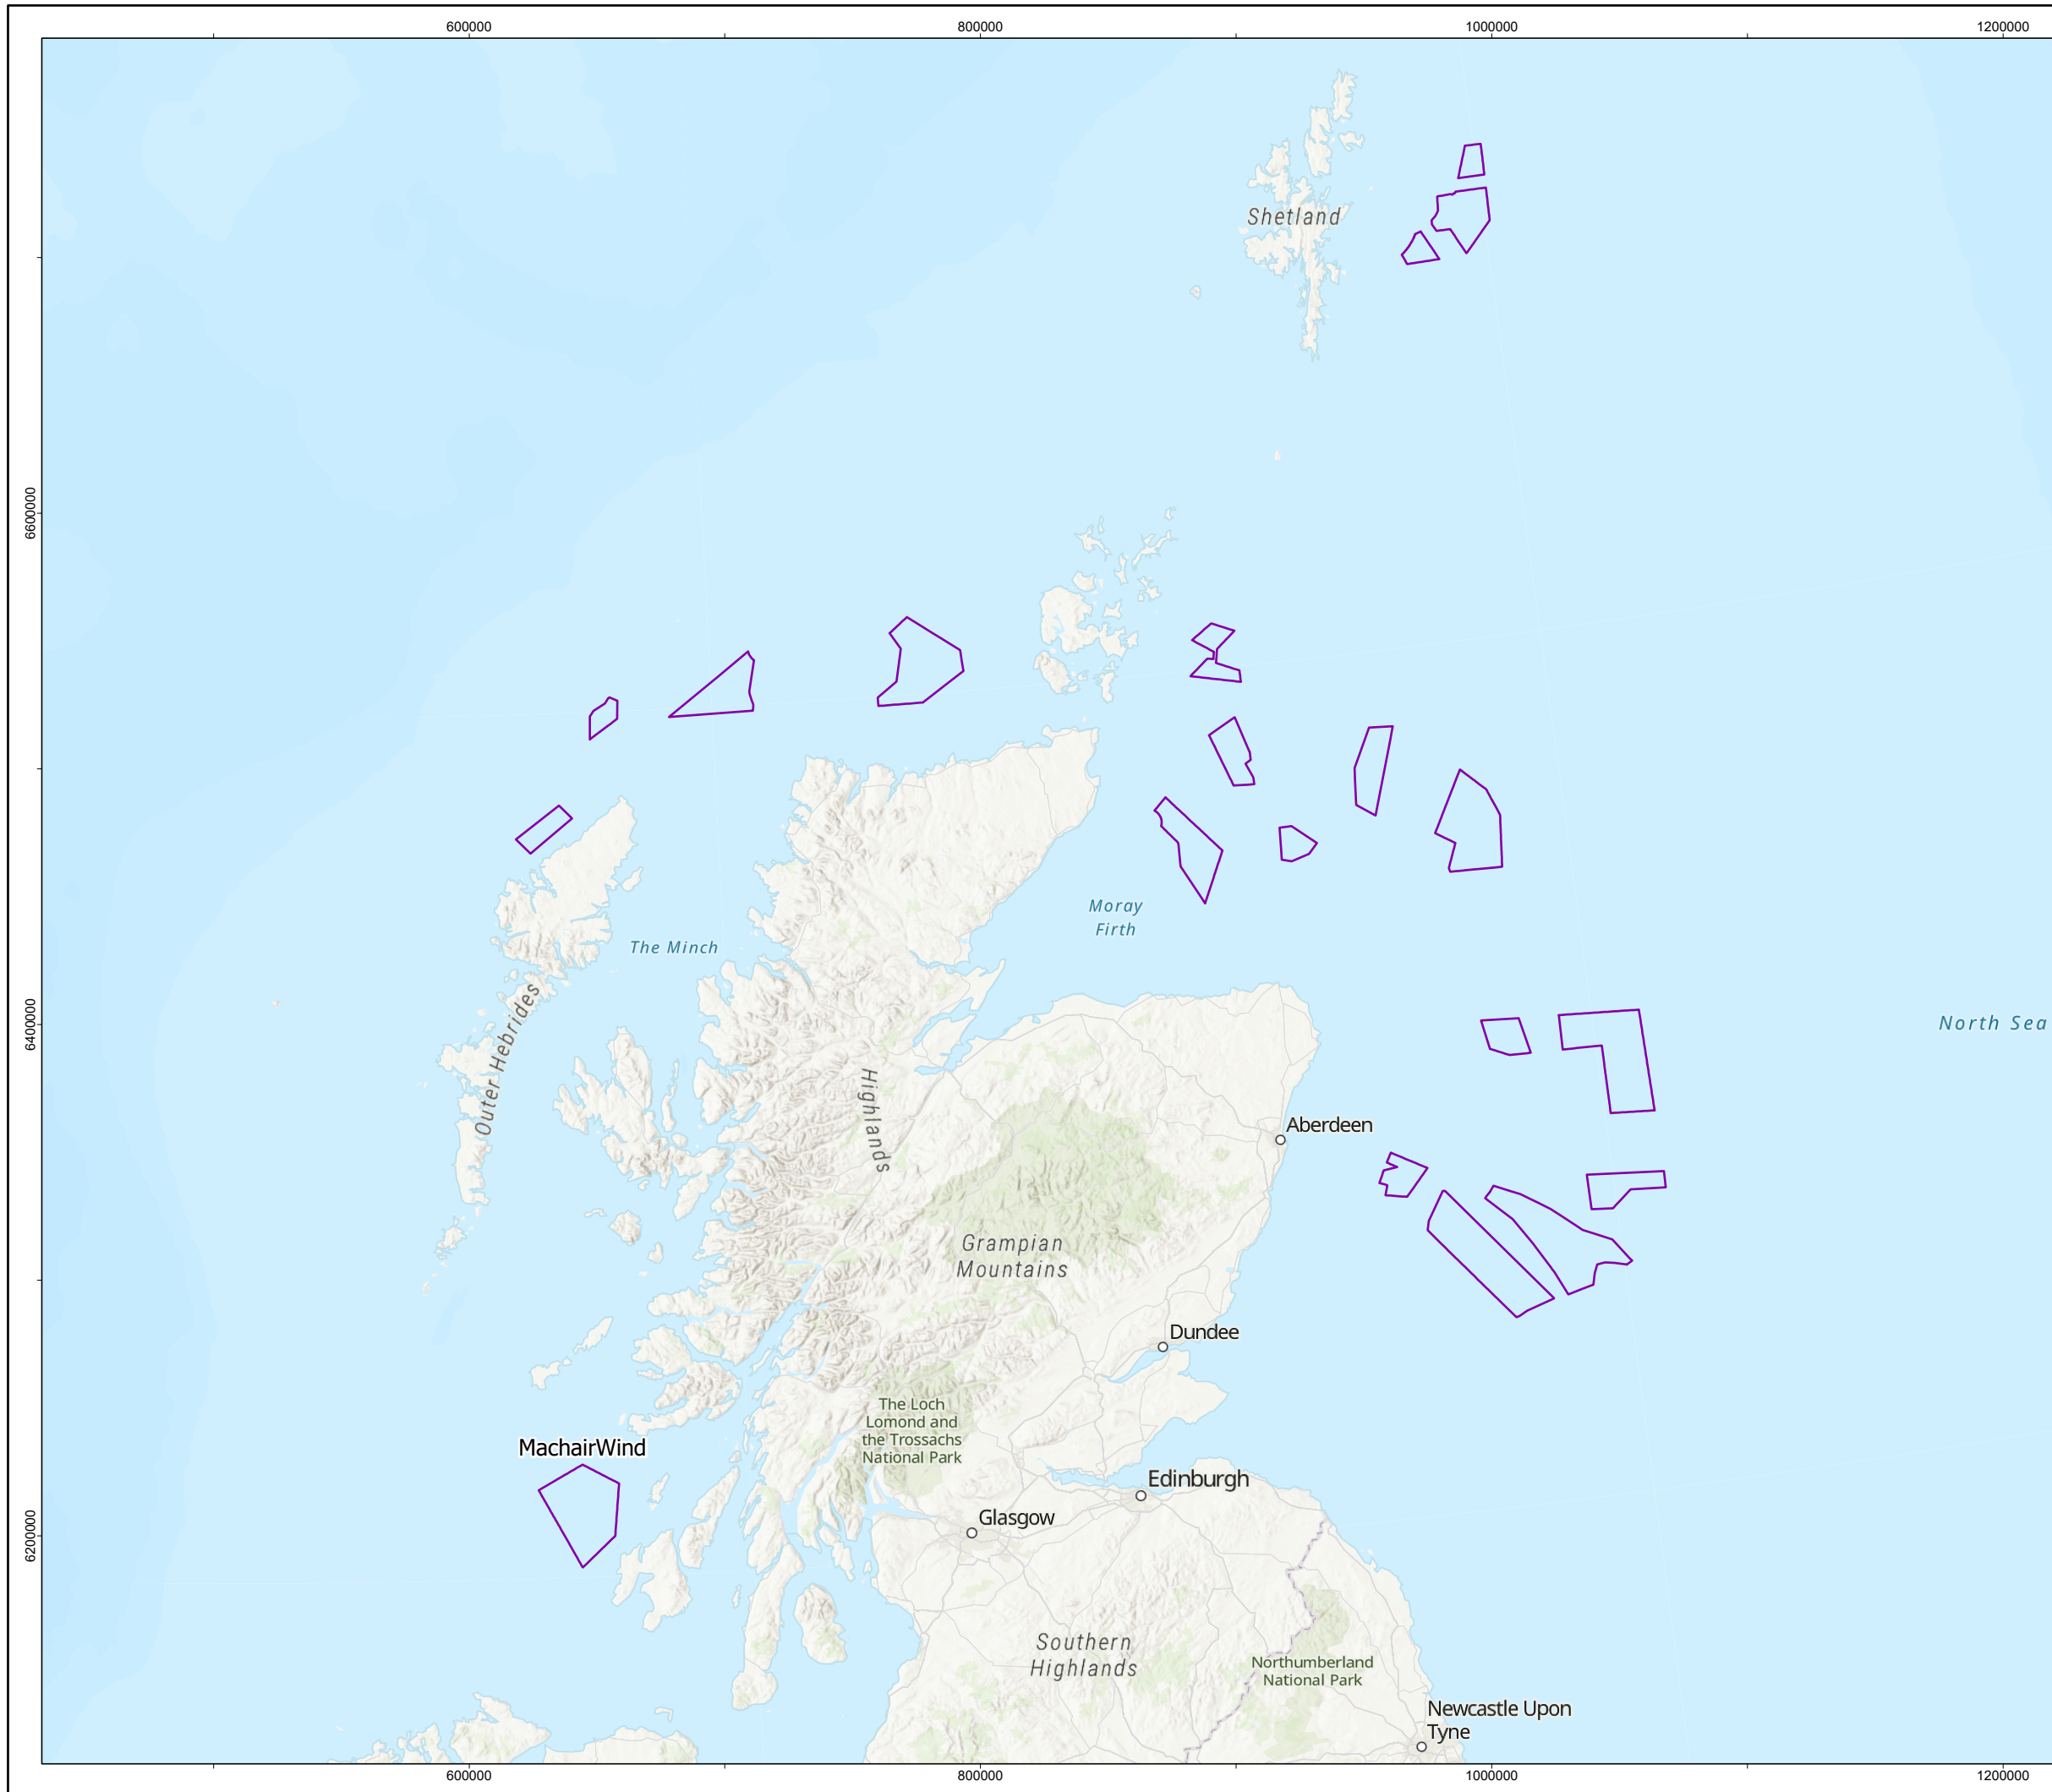 600000
800000
1000000
1200000
Shetland
6600000
Moray
Firth
The Minch
Outer Hebrides
6400000
North Sea
Highlands
Aberdeen
Grampian
Mountains
Dundee
The Loch
Lomond and
the Trossachs
National Park
MachairWind
Edinburgh
Glasgow
6200000
Southern
Highlands
Northumberland
National Park
Newcastle Upon
Tyne
600000
800000
1000000
1200000